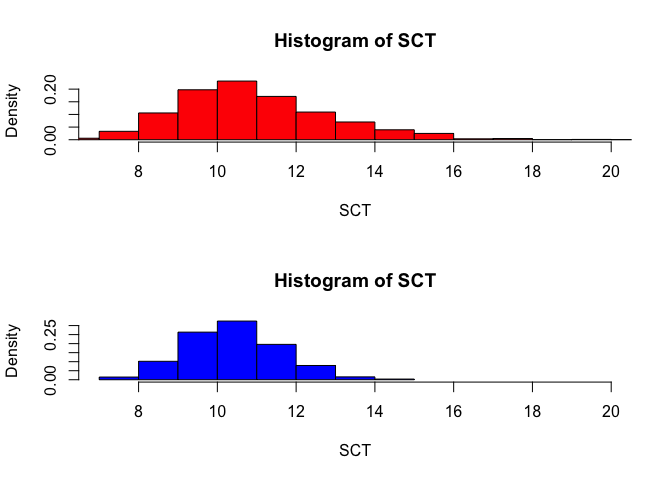 Histogram of SCT
Density
0.20
0.00
8 10 12 14 16 18 20
SCT
Histogram of SCT
Density
0.25
0.00
8 10 12 14 16 18 20
SCT